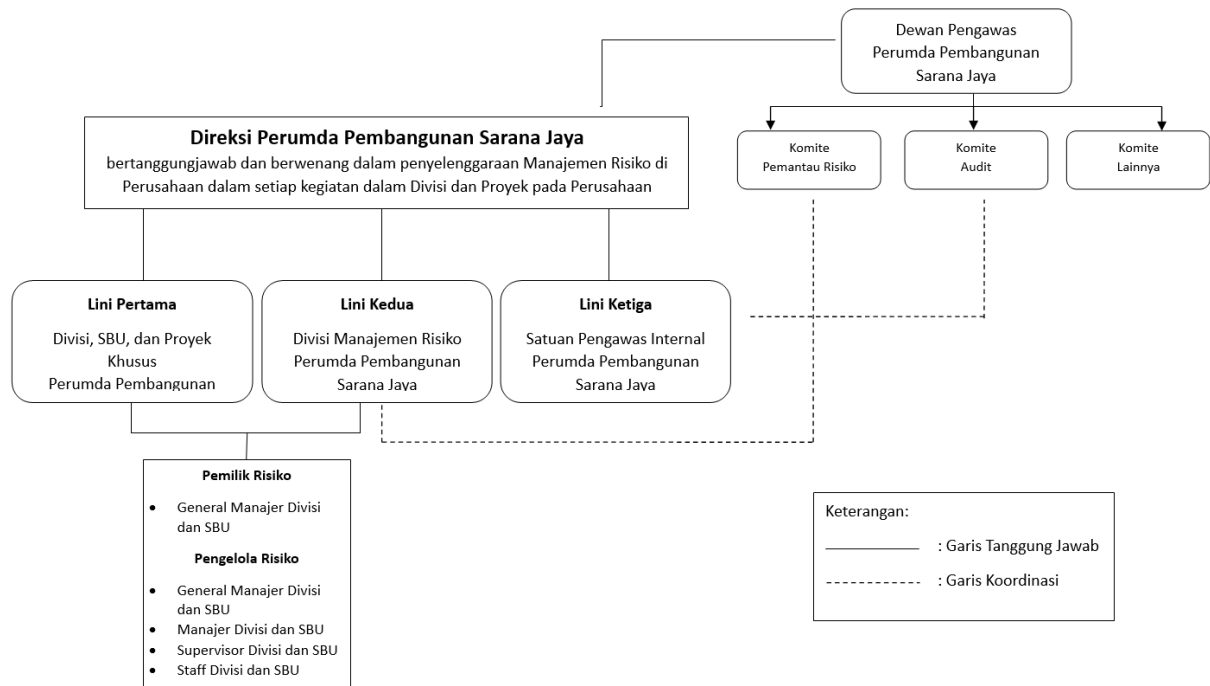 Dewan Pengawas
Perumda Pembangunan
Sarana Jaya
Direksi Perumda Pembangunan Sarana Jaya
bertanggungjawab dan berwenang dalam penyelenggaraan Manajemen Risiko di
Perusahaan dalam setiap kegiatan dalam Divisi dan Proyek pada Perusahaan
Komite
Pemantau Risiko
Komite
Audit
Komite
Lainnya
Lini Pertama
Divisi, SBU, dan Proyek
Khusus
Perumda Pembangunan
Lini Kedua
Divisi Manajemen Risiko
Perumda Pembangunan
Sarana Jaya
Lini Ketiga
Satuan Pengawas Internal
Perumda Pembangunan
Sarana Jaya
Pemilik Risiko
• General Manajer Divisi
dan SBU
Pengelola Risiko
• General Manajer Divisi
dan SBU
• Manajer Divisi dan SBU
• Supervisor Divisi dan SBU
• Staff Divisi dan SBU
Keterangan:
: Garis Tanggung Jawab
: Garis Koordinasi